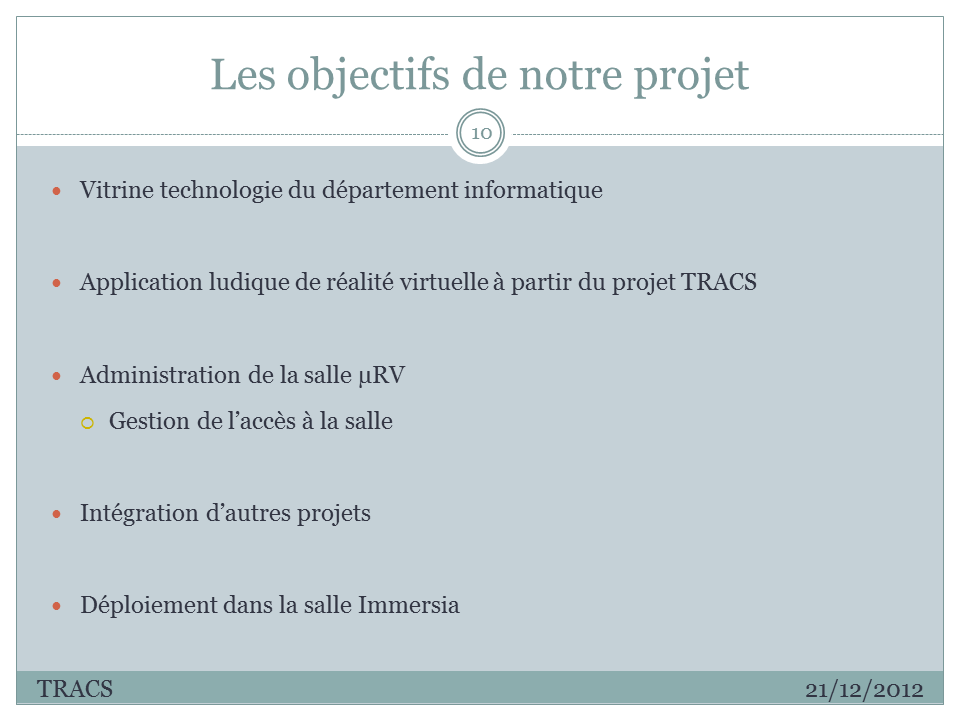 Les objectifs de notre projet
10
Vitrine technologie du département informatique
Application ludique de réalité virtuelle à partir du projet TRACS
Administration de la salle µRV
Gestion de l’accès à la salle
Intégration d’autres projets
Déploiement dans la salle Immersia
TRACS 21/12/2012